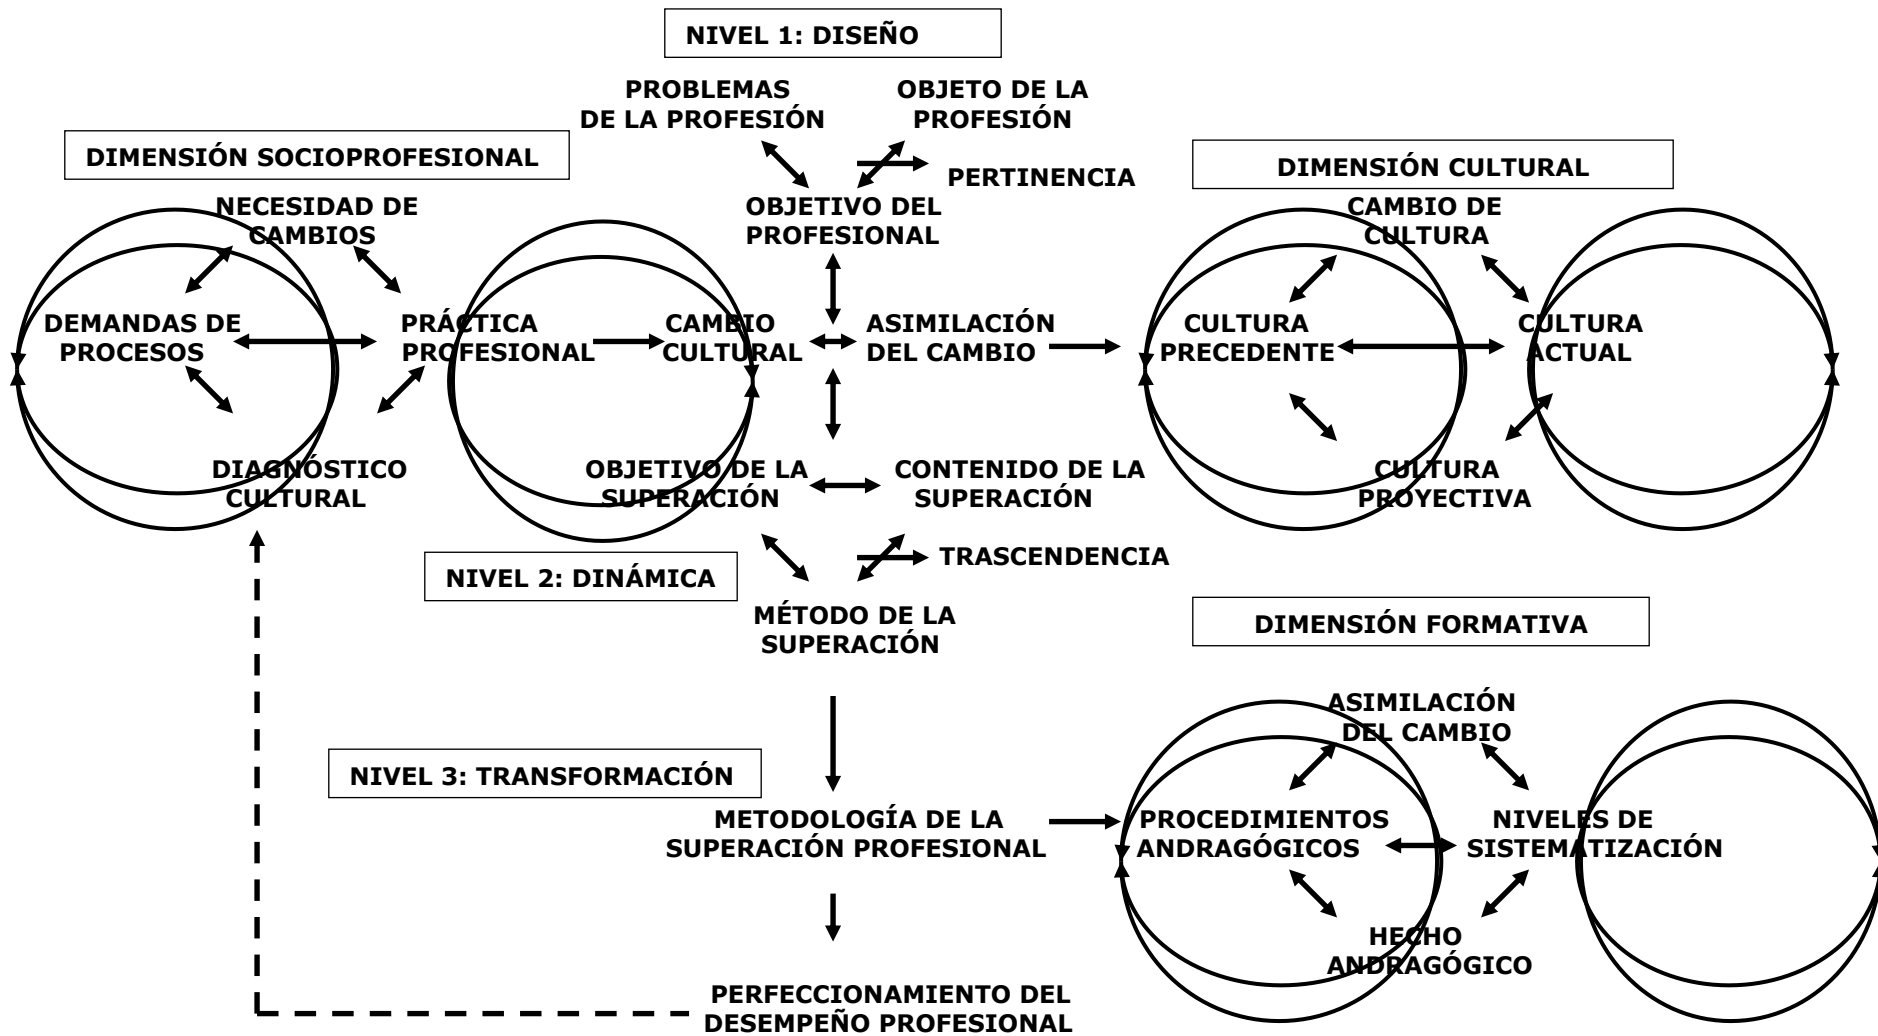 NIVEL 1: DISEÑO
PROBLEMAS
DE LA PROFESIÓN
OBJETO DE LA
PROFESIÓN
DIMENSIÓN SOCIOPROFESIONAL
PERTINENCIA
DIMENSIÓN CULTURAL
NECESIDAD DE
CAMBIOS
OBJETIVO DEL
PROFESIONAL
CAMBIO DE
CULTURA
DEMANDAS DE
PROCESOS
PRÁCTICA
PROFESIONAL
CAMBIO
CULTURAL
ASIMILACIÓN
DEL CAMBIO
CULTURA
PRECEDENTE
CULTURA
ACTUAL
DIAGNÓSTICO
CULTURAL
OBJETIVO DE LA
SUPERACIÓN
CONTENIDO DE LA
SUPERACIÓN
CULTURA
PROYECTIVA
TRASCENDENCIA
NIVEL 2: DINÁMICA
MÉTODO DE LA
SUPERACIÓN
DIMENSIÓN FORMATIVA
ASIMILACIÓN
DEL CAMBIO
NIVEL 3: TRANSFORMACIÓN
METODOLOGÍA DE LA
SUPERACIÓN PROFESIONAL
PROCEDIMIENTOS
ANDRAGÓGICOS
NIVELES DE
SISTEMATIZACIÓN
HECHO
ANDRAGÓGICO
PERFECCIONAMIENTO DEL
DESEMPEÑO PROFESIONAL